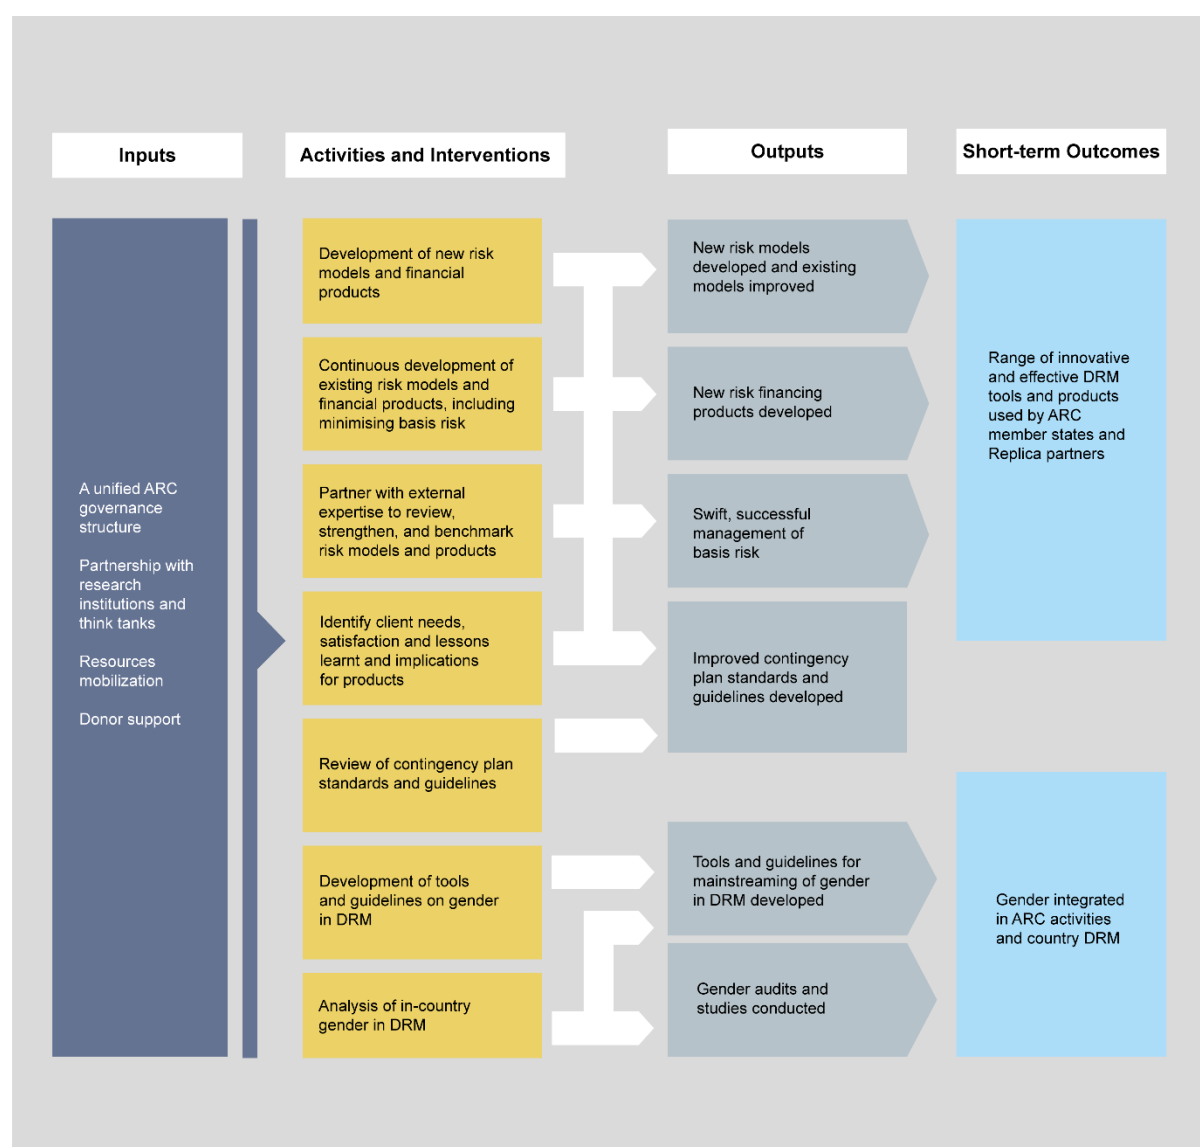 Inputs
Activities and Interventions
Outputs
Short-term Outcomes
A unified ARC
governance
structure
Partnership with
research
institutions and
think tanks
Resources
mobilization
Donor support
Development of new risk
models and financial
products
Continuous development of
existing risk models and
financial products, including
minimising basis risk
Partner with external
expertise to review,
strengthen, and benchmark
risk models and products
Identify client needs,
satisfaction and lessons
learnt and implications
for products
Review of contingency plan
standards and guidelines
Development of tools
and guidelines on gender
in DRM
Analysis of in-country
gender in DRM
New risk models
developed and existing
models improved
New risk financing
products developed
Swift, successful
management of
basis risk
Improved contingency
plan standards and
guidelines developed
Tools and guidelines for
mainstreaming of gender
in DRM developed
Gender audits and
studies conducted
Range of innovative
and effective DRM
tools and products
used by ARC
member states and
Replica partners
Gender integrated
in ARC activities
and country DRM